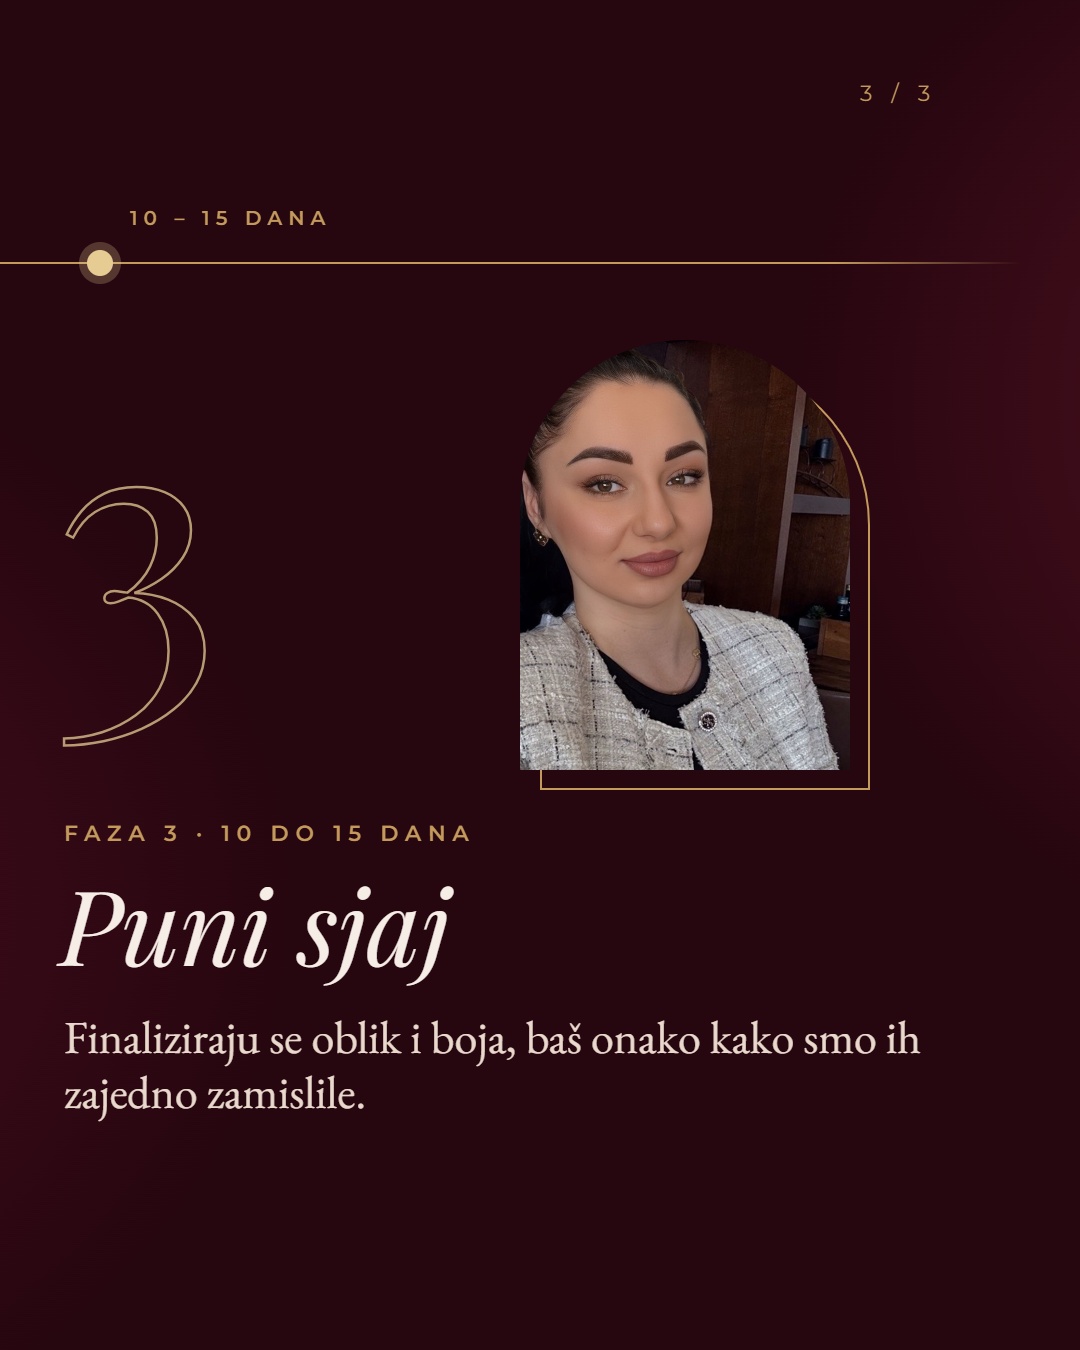 3 / 3
10 – 15 DANA
3
FAZA 3 · 10 DO 15 DANA
Puni sjaj
Finaliziraju se oblik i boja, baš onako kako smo ih
zajedno zamislile.